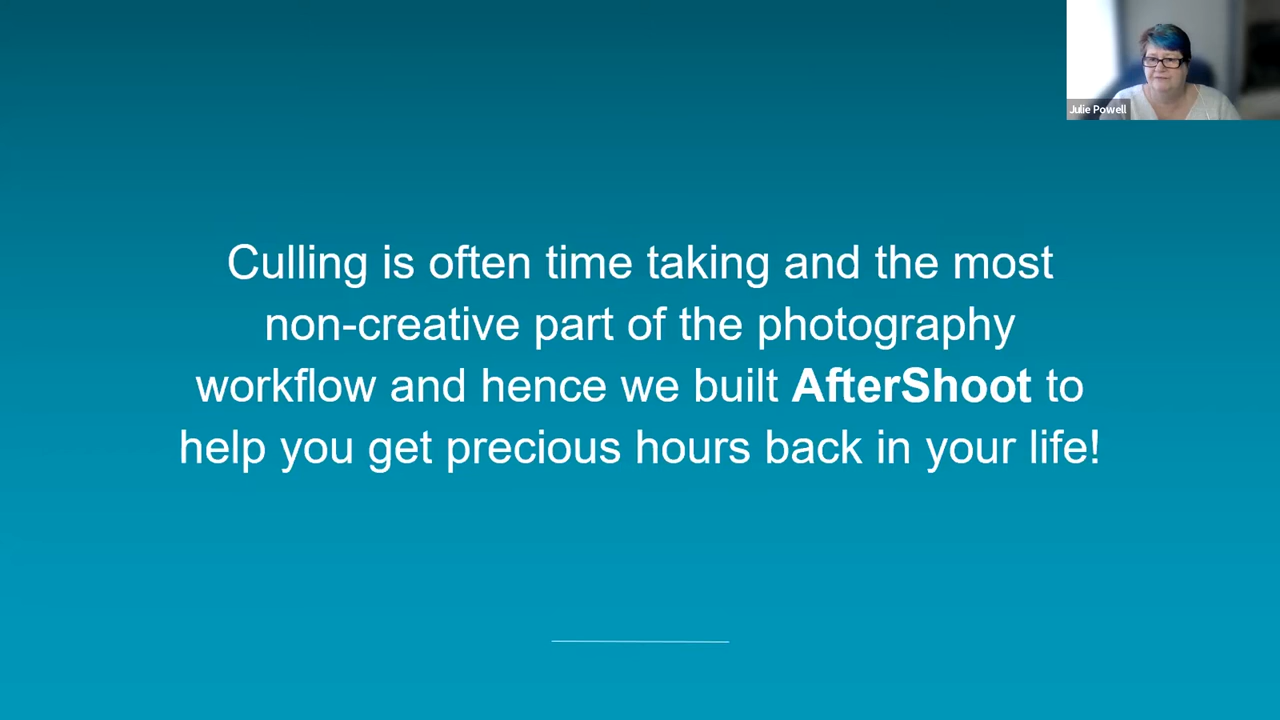 Julie Powell
Culling is often time taking and the most
non-creative part of the photography
workflow and hence we built AfterShoot to
help you get precious hours back in your life!